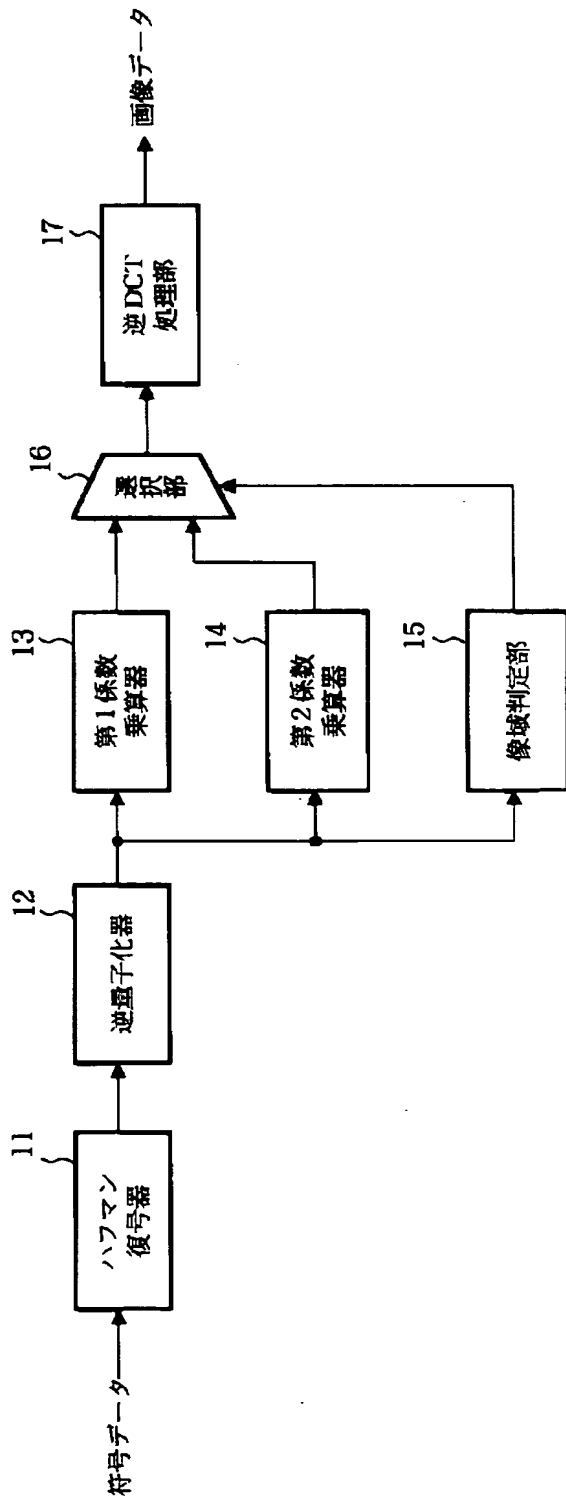 符号データ
11
ハフマン
復号器
12
逆量子化器
13
第1係数
乗算器
14
第2係数
乗算器
15
像域判定部
16
選択部
17
逆DCT
処理部
画像データ